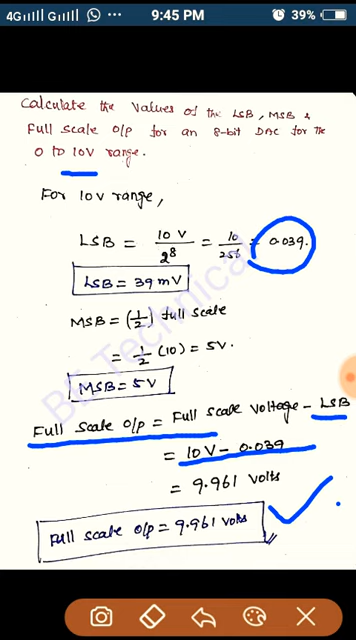 4G G ... 9:45 PM 39%
Calculate the values of the LSB, MSB &
Full scale o/p for an 8-bit DAC for the
0 to 10V range.
For 10V range,
LSB = 10 V / 2⁸ = 10 / 256 = 0.039.
LSB = 39 mV
MSB = (1/2) full scale
= 1/2 (10) = 5V.
MSB = 5V
Full scale o/p = Full scale voltage - LSB
= 10V - 0.039
= 9.961 volts
Full scale o/p = 9.961 volts